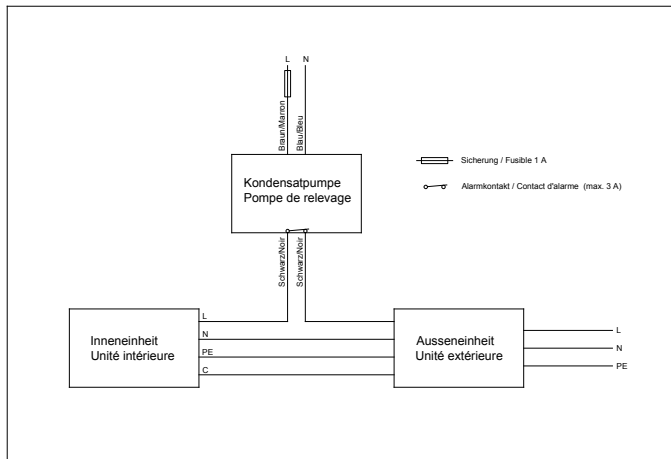 L N
Braun/Marron
Blau/Bleu
Kondensatpumpe
Pompe de relevage
Sicherung / Fusible 1 A
Alarmkontakt / Contact d'alarme (max. 3 A)
Schwarz/Noir
Schwarz/Noir
Inneneinheit
Unité intérieure
L
N
PE
C
Ausseneinheit
Unité extérieure
L
N
PE